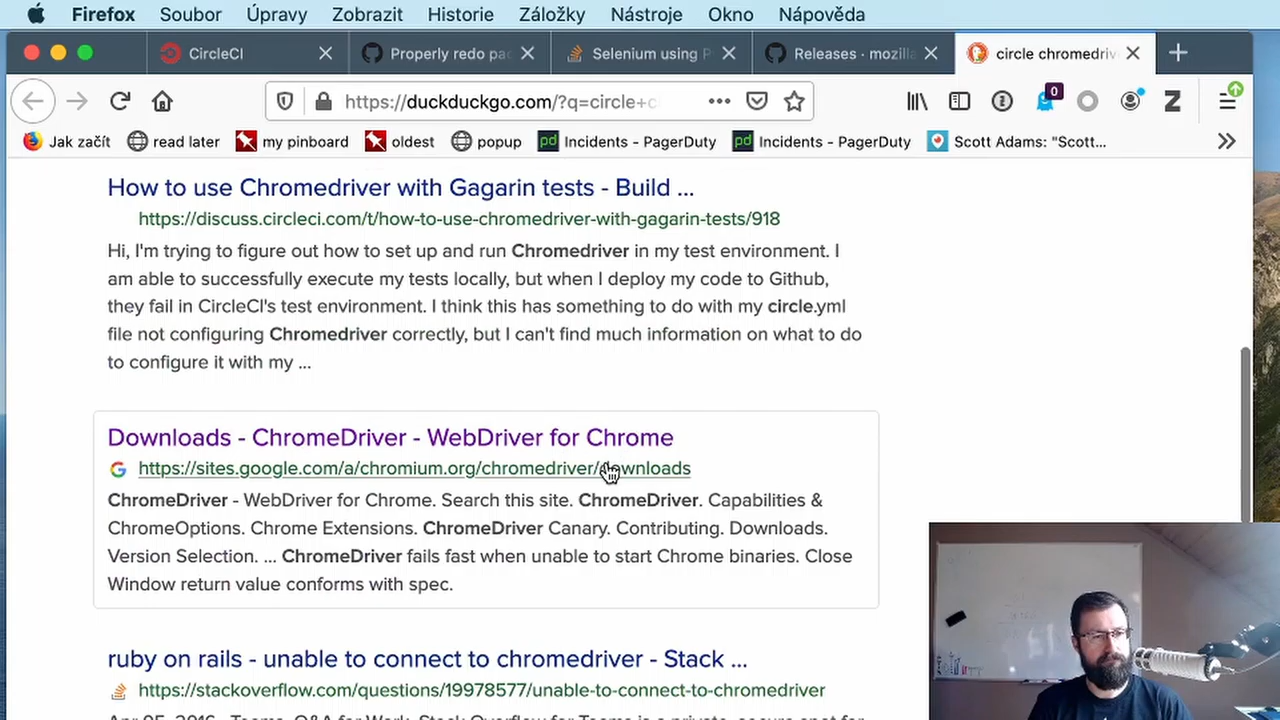 Firefox Soubor Úpravy Zobrazit Historie Záložky Nástroje Okno Nápověda
CircleCI Properly redo pac Selenium using P Releases · mozilla circle chromedrive
https://duckduckgo.com/?q=circle+c 0
Jak začít read later my pinboard oldest popup Incidents - PagerDuty Incidents - PagerDuty Scott Adams: "Scott...
How to use Chromedriver with Gagarin tests - Build ...
https://discuss.circleci.com/t/how-to-use-chromedriver-with-gagarin-tests/918
Hi, I'm trying to figure out how to set up and run Chromedriver in my test environment. I
am able to successfully execute my tests locally, but when I deploy my code to Github,
they fail in CircleCI's test environment. I think this has something to do with my circle.yml
file not configuring Chromedriver correctly, but I can't find much information on what to do
to configure it with my ...
Downloads - ChromeDriver - WebDriver for Chrome
https://sites.google.com/a/chromium.org/chromedriver/downloads
ChromeDriver - WebDriver for Chrome. Search this site. ChromeDriver. Capabilities &
ChromeOptions. Chrome Extensions. ChromeDriver Canary. Contributing. Downloads.
Version Selection. ... ChromeDriver fails fast when unable to start Chrome binaries. Close
Window return value conforms with spec.
ruby on rails - unable to connect to chromedriver - Stack ...
https://stackoverflow.com/questions/19978577/unable-to-connect-to-chromedriver